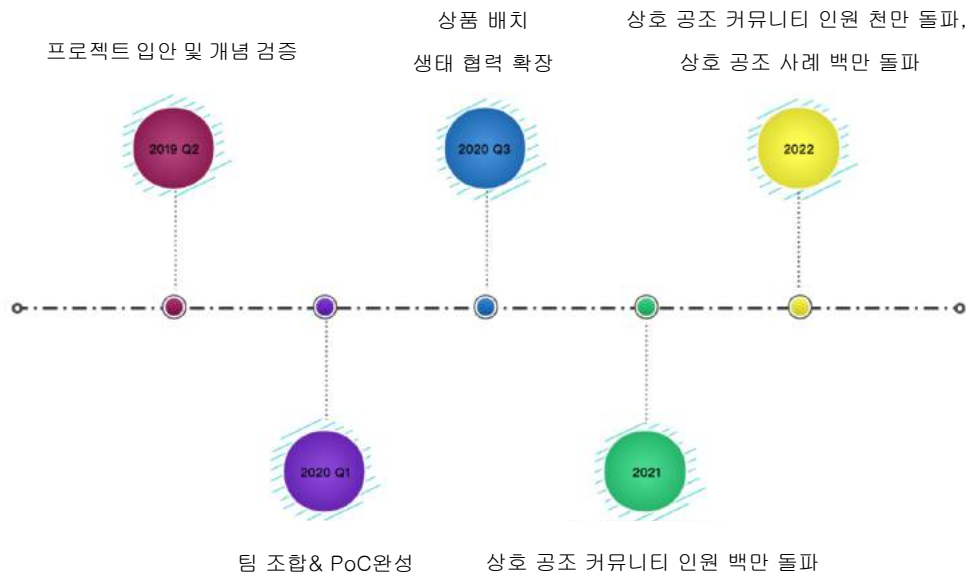 상품 배치
상호 공조 커뮤니티 인원 천만 돌파,
프로젝트 입안 및 개념 검증
생태 협력 확장
상호 공조 사례 백만 돌파
2019 Q2
2020 Q3
2022
2020 Q1
2021
팀 조합& PoC완성
상호 공조 커뮤니티 인원 백만 돌파